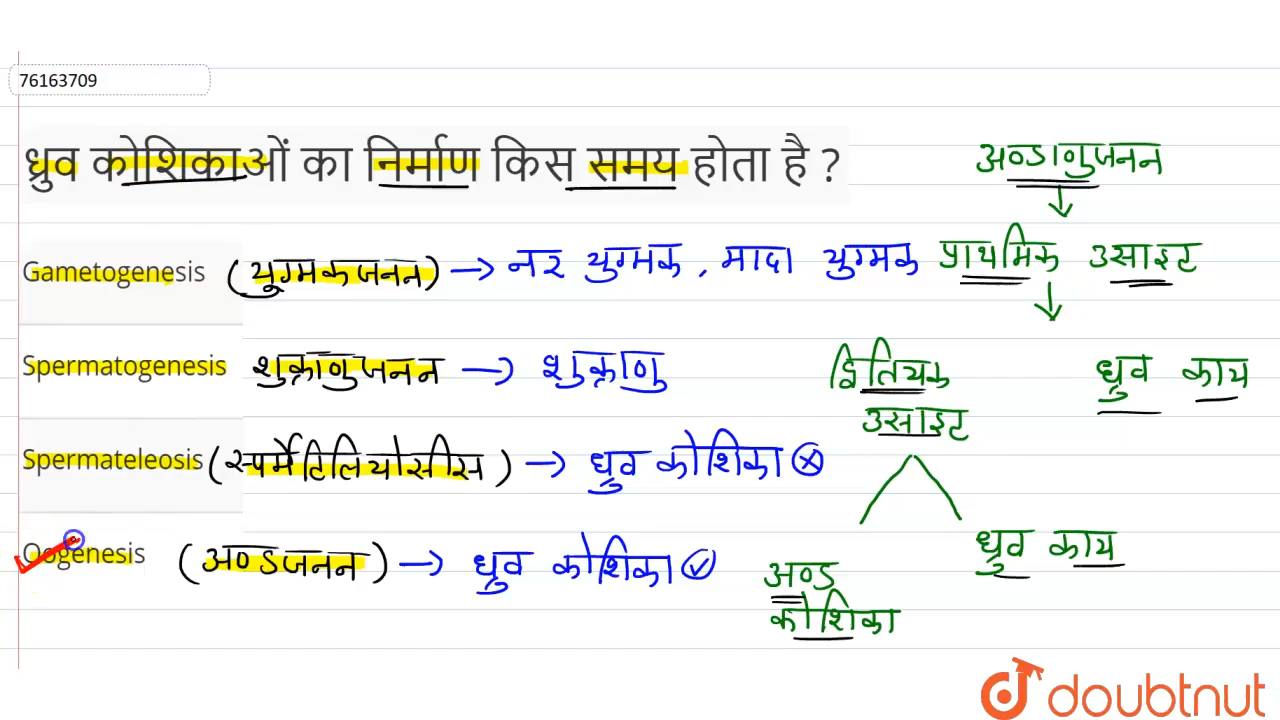 76163709
ध्रुव कोशिकाओं का निर्माण किस समय होता है ?
Gametogenesis (युग्मकजनन) → नर युग्मक , मादा युग्मक
Spermatogenesis शुक्राणुजनन → शुक्राणु
Spermateleosis (स्पर्मेटिलियोसीस) → ध्रुव कोशिका ⊗
Oogenesis (अण्डजनन) → ध्रुव कोशिका ✓
अण्डाणुजनन
↓
प्राथमिक उसाइट
↓
द्वितियक ध्रुव काय
उसाइट
ध्रुव काय
अण्ड
कोशिका
doubtnut